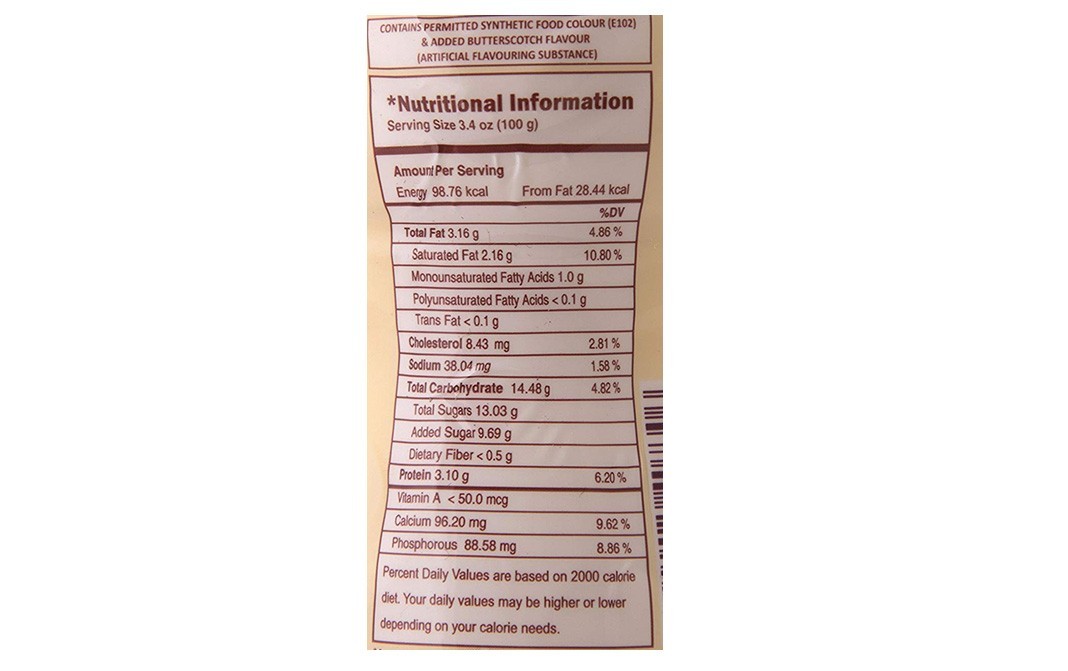 CONTAINS PERMITTED SYNTHETIC FOOD COLOUR (E102)
& ADDED BUTTERSCOTCH FLAVOUR
(ARTIFICIAL FLAVOURING SUBSTANCE)
*Nutritional Information
Serving Size 3.4 oz (100 g)
Amount Per Serving
Energy 98.76 kcal From Fat 28.44 kcal
%DV
Total Fat 3.16 g 4.86 %
Saturated Fat 2.16 g 10.80 %
Monounsaturated Fatty Acids 1.0 g
Polyunsaturated Fatty Acids < 0.1 g
Trans Fat < 0.1 g
Cholesterol 8.43 mg 2.81 %
Sodium 38.04 mg 1.58 %
Total Carbohydrate 14.48 g 4.82 %
Total Sugars 13.03 g
Added Sugar 9.69 g
Dietary Fiber < 0.5 g
Protein 3.10 g 6.20 %
Vitamin A < 50.0 mcg
Calcium 96.20 mg 9.62 %
Phosphorous 88.58 mg 8.86 %
Percent Daily Values are based on 2000 calorie
diet. Your daily values may be higher or lower
depending on your calorie needs.